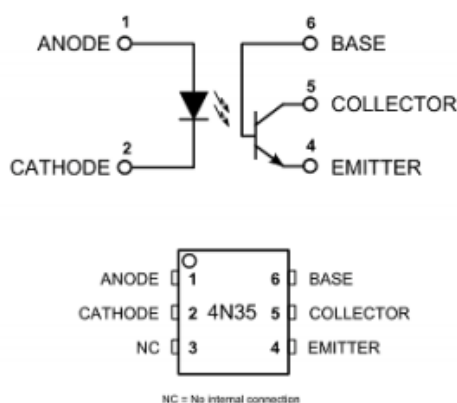 1 6
ANODE BASE
5
COLLECTOR
2 4
CATHODE EMITTER
ANODE 1 6 BASE
CATHODE 2 4N35 5 COLLECTOR
NC 3 4 EMITTER
NC = No internal connection